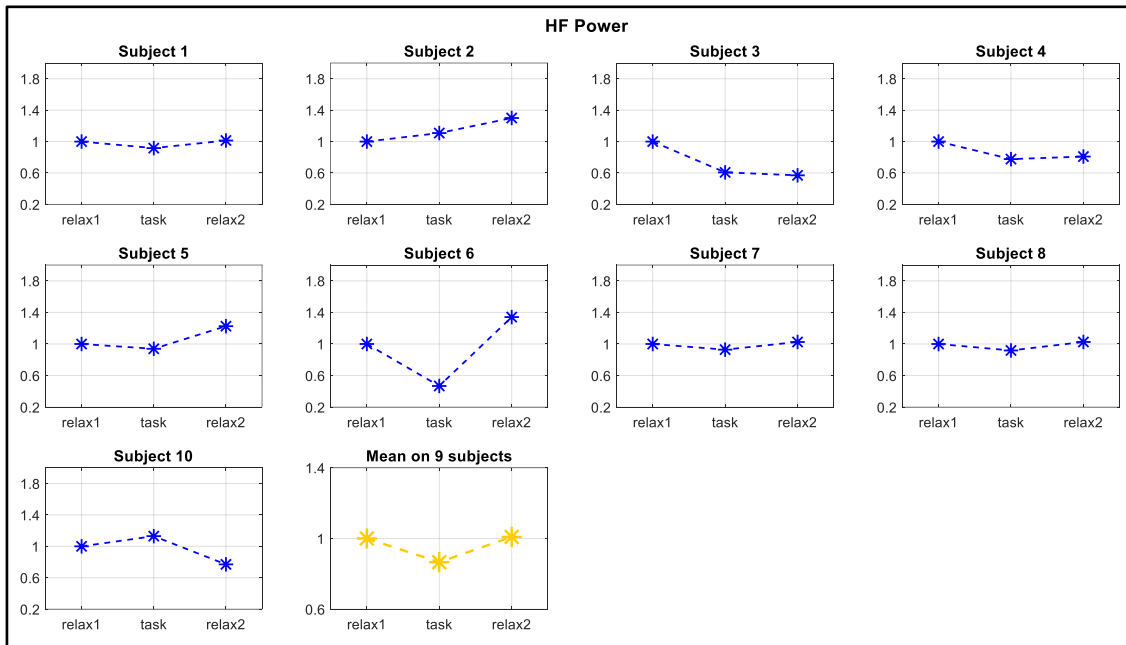 HF Power
Subject 1
1.8
1.4
1
0.6
0.2
relax1 task relax2
Subject 2
1.8
1.4
1
0.6
0.2
relax1 task relax2
Subject 3
1.8
1.4
1
0.6
0.2
relax1 task relax2
Subject 4
1.8
1.4
1
0.6
0.2
relax1 task relax2
Subject 5
1.8
1.4
1
0.6
0.2
relax1 task relax2
Subject 6
1.8
1.4
1
0.6
0.2
relax1 task relax2
Subject 7
1.8
1.4
1
0.6
0.2
relax1 task relax2
Subject 8
1.8
1.4
1
0.6
0.2
relax1 task relax2
Subject 10
1.8
1.4
1
0.6
0.2
relax1 task relax2
Mean on 9 subjects
1.4
1
0.6
relax1 task relax2